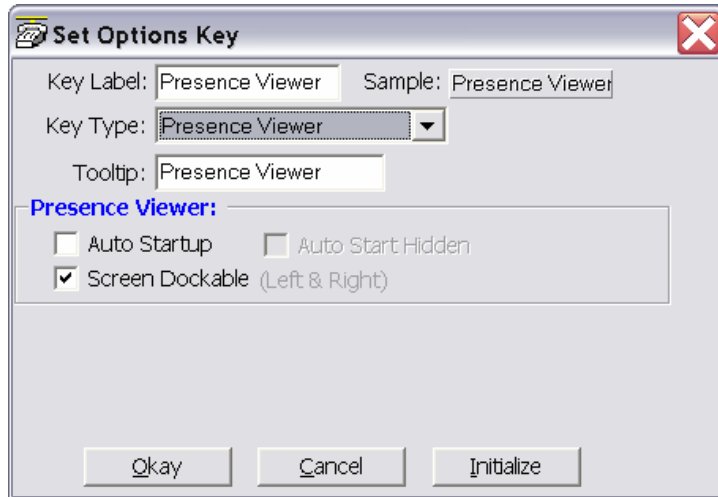 Set Options Key
Key Label: Presence Viewer Sample: Presence Viewer
Key Type: Presence Viewer
Tooltip: Presence Viewer
Presence Viewer:
Auto Startup Auto Start Hidden
Screen Dockable (Left & Right)
Okay Cancel Initialize